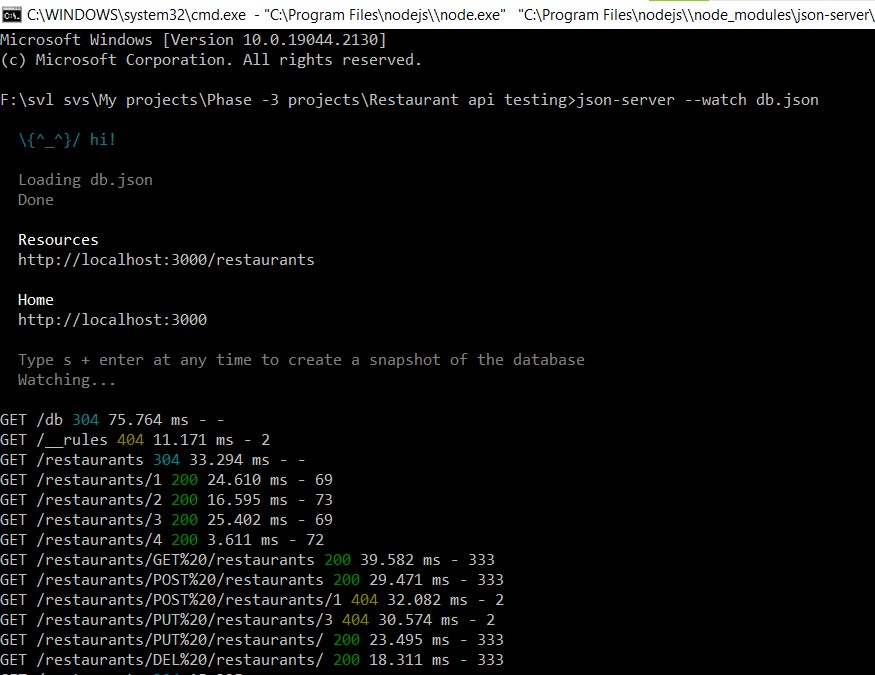 C:\WINDOWS\system32\cmd.exe - "C:\Program Files\nodejs\\node.exe" "C:\Program Files\nodejs\\node_modules\json-server\
Microsoft Windows [Version 10.0.19044.2130]
(c) Microsoft Corporation. All rights reserved.
F:\svl svs\My projects\Phase -3 projects\Restaurant api testing>json-server --watch db.json
\{^_^}/ hi!
Loading db.json
Done
Resources
http://localhost:3000/restaurants
Home
http://localhost:3000
Type s + enter at any time to create a snapshot of the database
Watching...
GET /db 304 75.764 ms - -
GET /__rules 404 11.171 ms - 2
GET /restaurants 304 33.294 ms - -
GET /restaurants/1 200 24.610 ms - 69
GET /restaurants/2 200 16.595 ms - 73
GET /restaurants/3 200 25.402 ms - 69
GET /restaurants/4 200 3.611 ms - 72
GET /restaurants/GET%20/restaurants 200 39.582 ms - 333
GET /restaurants/POST%20/restaurants 200 29.471 ms - 333
GET /restaurants/POST%20/restaurants/1 404 32.082 ms - 2
GET /restaurants/PUT%20/restaurants/3 404 30.574 ms - 2
GET /restaurants/PUT%20/restaurants/ 200 23.495 ms - 333
GET /restaurants/DEL%20/restaurants/ 200 18.311 ms - 333